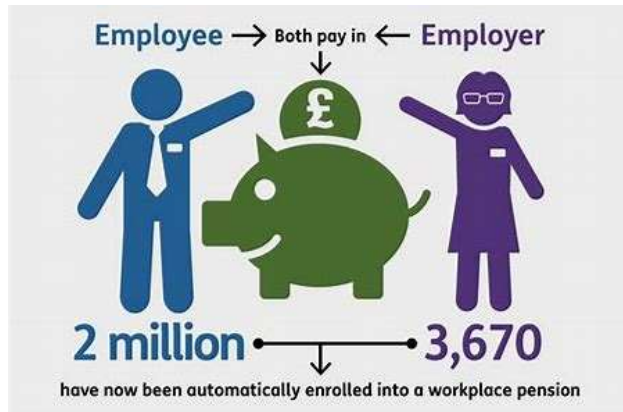 Employee → Both pay in ← Employer
£
2 million 3,670
have now been automatically enrolled into a workplace pension